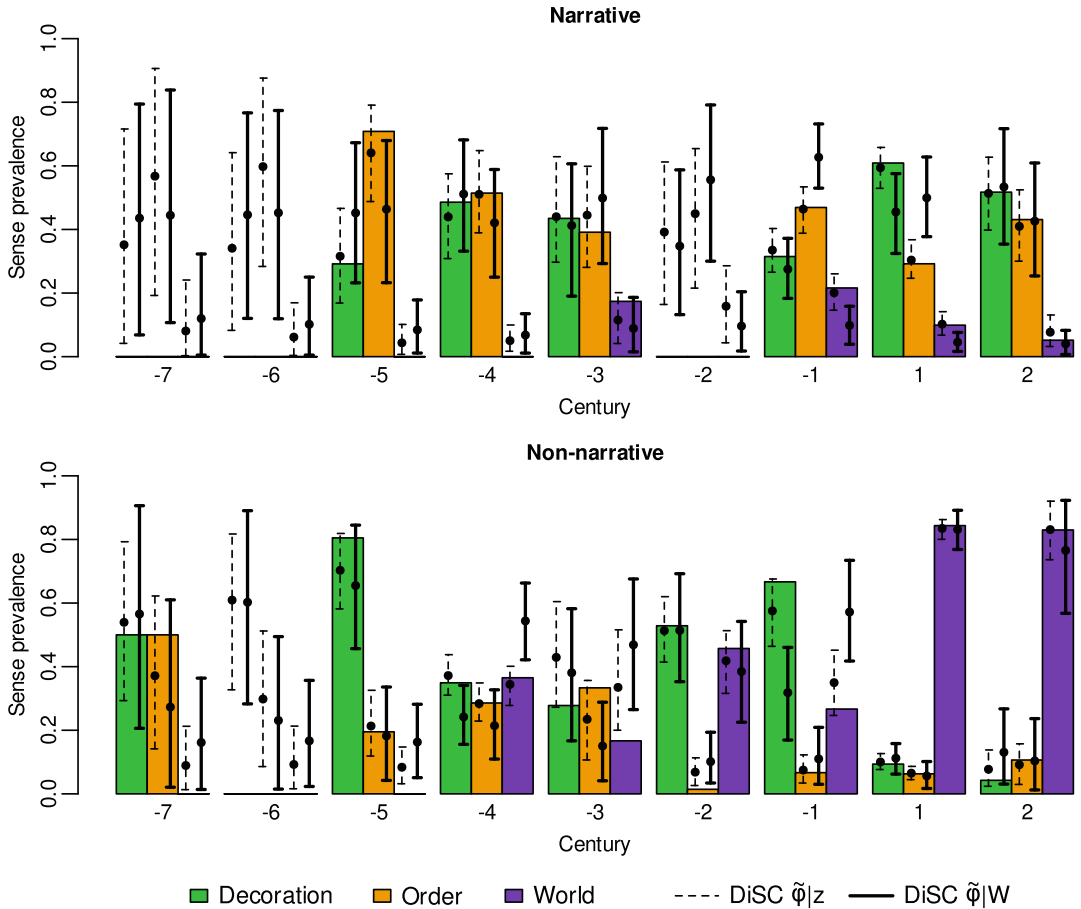 Narrative
Sense prevalence
0.0 0.2 0.4 0.6 0.8 1.0
-7 -6 -5 -4 -3 -2 -1 1 2
Century
Non-narrative
Sense prevalence
0.0 0.2 0.4 0.6 0.8 1.0
-7 -6 -5 -4 -3 -2 -1 1 2
Century
Decoration Order World DiSC φ̃|z DiSC φ̃|W